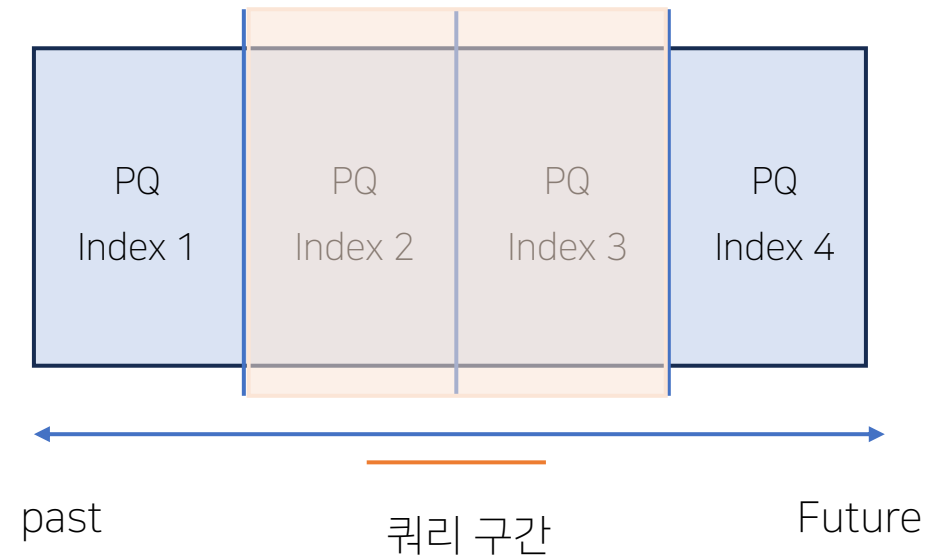 PQ
Index 1
PQ
Index 2
PQ
Index 3
PQ
Index 4
past
쿼리 구간
Future